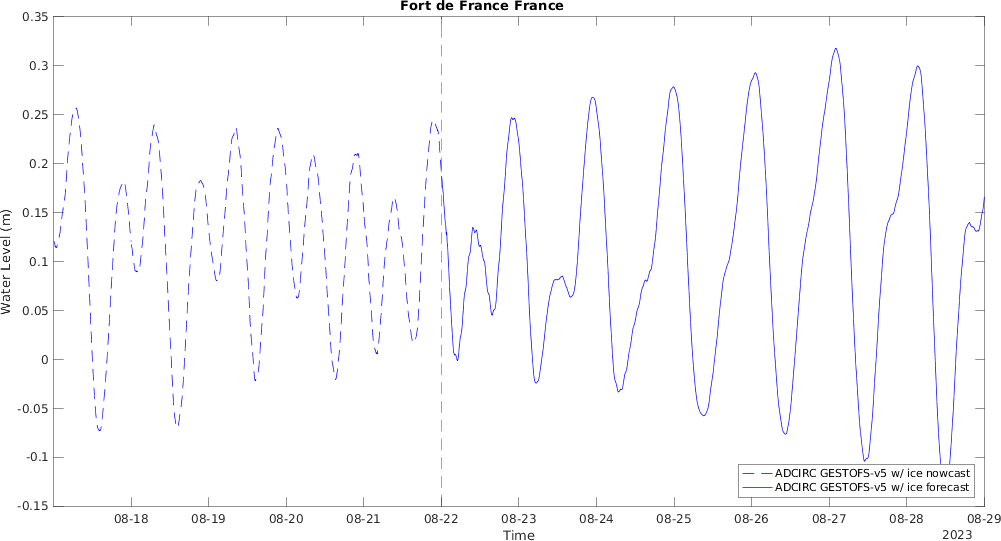 Fort de France France
0.35
0.3
0.25
0.2
0.15
0.1
0.05
0
-0.05
-0.1
-0.15
Water Level (m)
ADCIRC GESTOFS-v5 w/ ice nowcast
ADCIRC GESTOFS-v5 w/ ice forecast
08-18 08-19 08-20 08-21 08-22 08-23 08-24 08-25 08-26 08-27 08-28 08-29
Time
2023